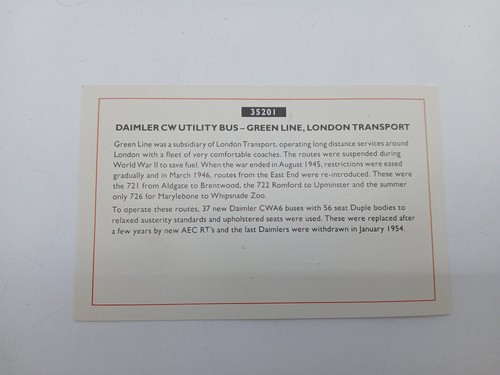 35201
DAIMLER CW UTILITY BUS – GREEN LINE, LONDON TRANSPORT
Green Line was a subsidiary of London Transport, operating long distance services around
London with a fleet of very comfortable coaches. The routes were suspended during
World War II to save fuel. When the war ended in August 1945, restrictions were eased
gradually and in March 1946, routes from the East End were re-introduced. These were
the 721 from Aldgate to Brentwood, the 722 Romford to Upminster and the summer
only 726 for Marylebone to Whipsnade Zoo.
To operate these routes, 37 new Daimler CWA6 buses with 56 seat Duple bodies to
relaxed austerity standards and upholstered seats were used. These were replaced after
a few years by new AEC RT's and the last Daimlers were withdrawn in January 1954.